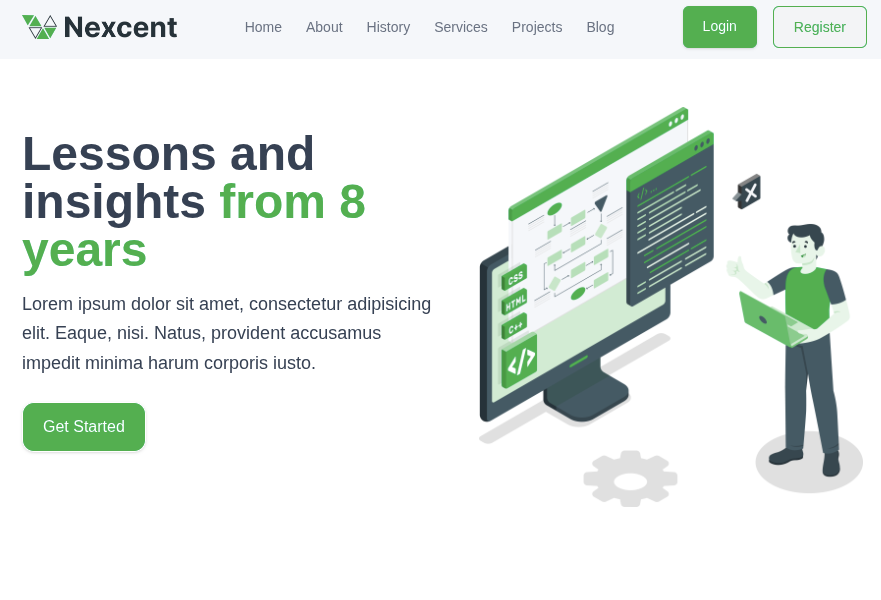 Nexcent
Home About History Services Projects Blog
Login
Register
Lessons and
insights from 8
years
Lorem ipsum dolor sit amet, consectetur adipisicing
elit. Eaque, nisi. Natus, provident accusamus
impedit minima harum corporis iusto.
Get Started
CSS
HTML
C++
</>
</>
X